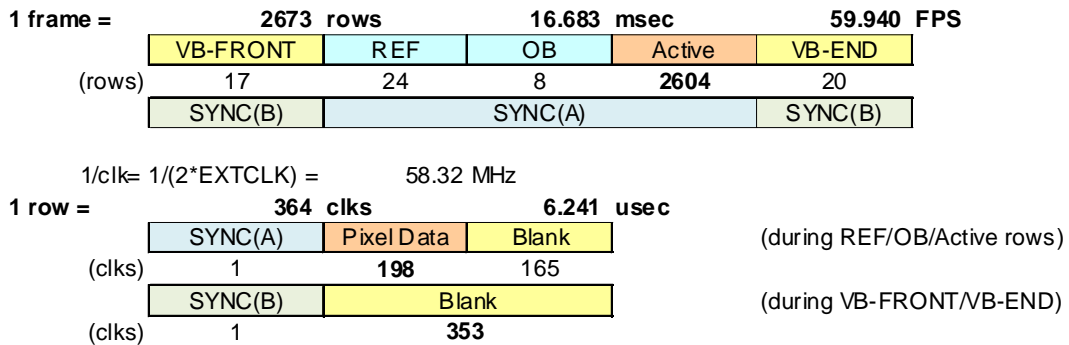 1 frame = 2673 rows 16.683 msec 59.940 FPS
VB-FRONT REF OB Active VB-END
(rows) 17 24 8 2604 20
SYNC(B) SYNC(A) SYNC(B)
1/clk= 1/(2*EXTCLK) = 58.32 MHz
1 row = 364 clks 6.241 usec
SYNC(A) Pixel Data Blank (during REF/OB/Active rows)
(clks) 1 198 165
SYNC(B) Blank (during VB-FRONT/VB-END)
(clks) 1 353